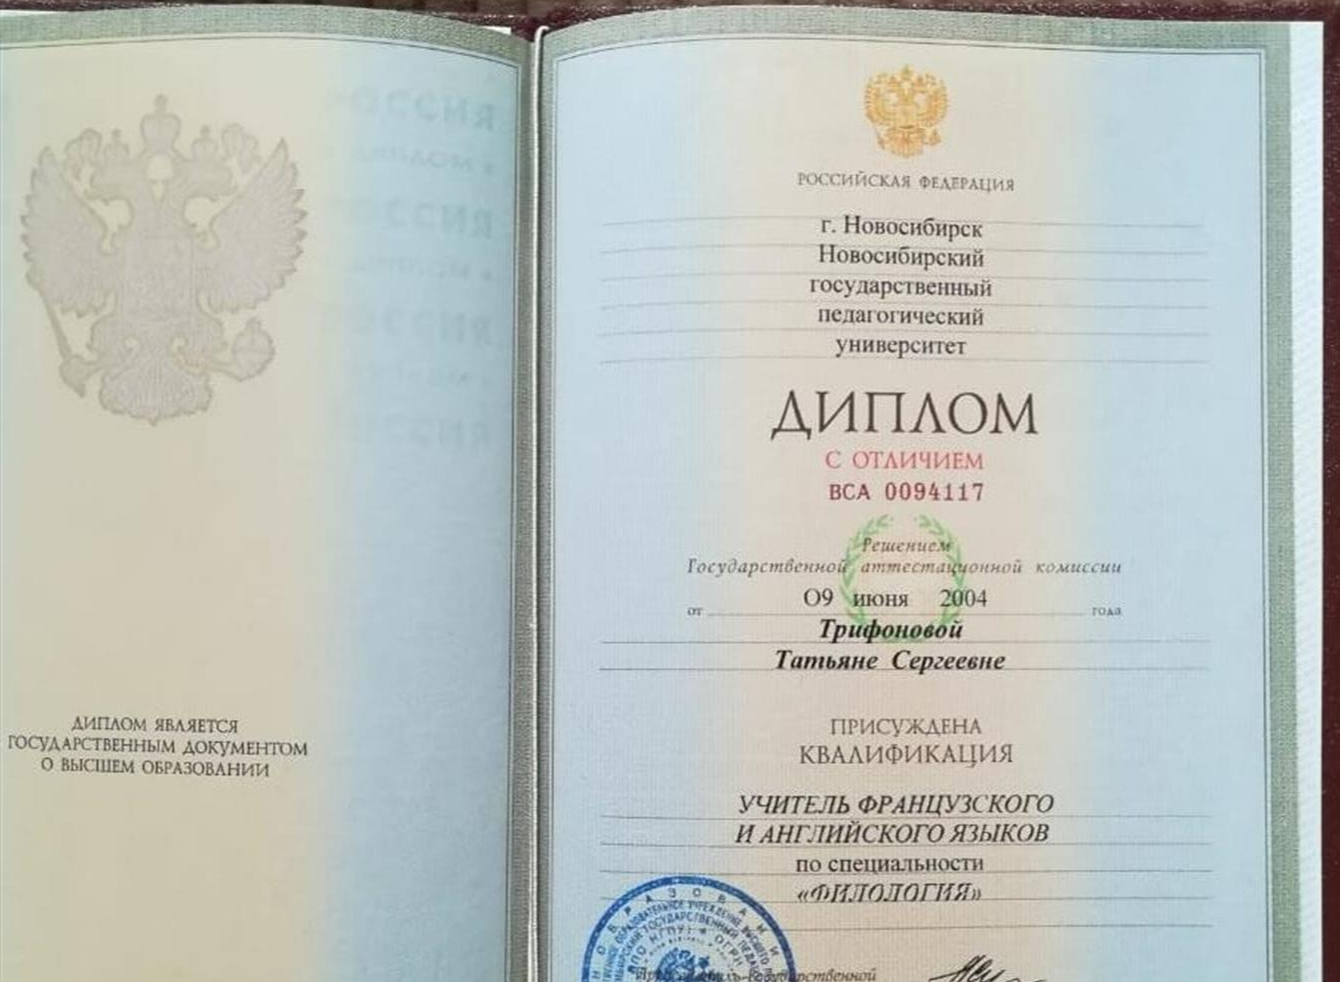 ДИПЛОМ ЯВЛЯЕТСЯ
ГОСУДАРСТВЕННЫМ ДОКУМЕНТОМ
О ВЫСШЕМ ОБРАЗОВАНИИ
РОССИЙСКАЯ ФЕДЕРАЦИЯ
г. Новосибирск
Новосибирский
государственный
педагогический
университет
ДИПЛОМ
С ОТЛИЧИЕМ
ВСА 0094117
Решением
Государственной аттестационной комиссии
от О9 июня 2004 года
Трифоновой
Татьяне Сергеевне
ПРИСУЖДЕНА
КВАЛИФИКАЦИЯ
УЧИТЕЛЬ ФРАНЦУЗСКОГО
И АНГЛИЙСКОГО ЯЗЫКОВ
по специальности
«ФИЛОЛОГИЯ»